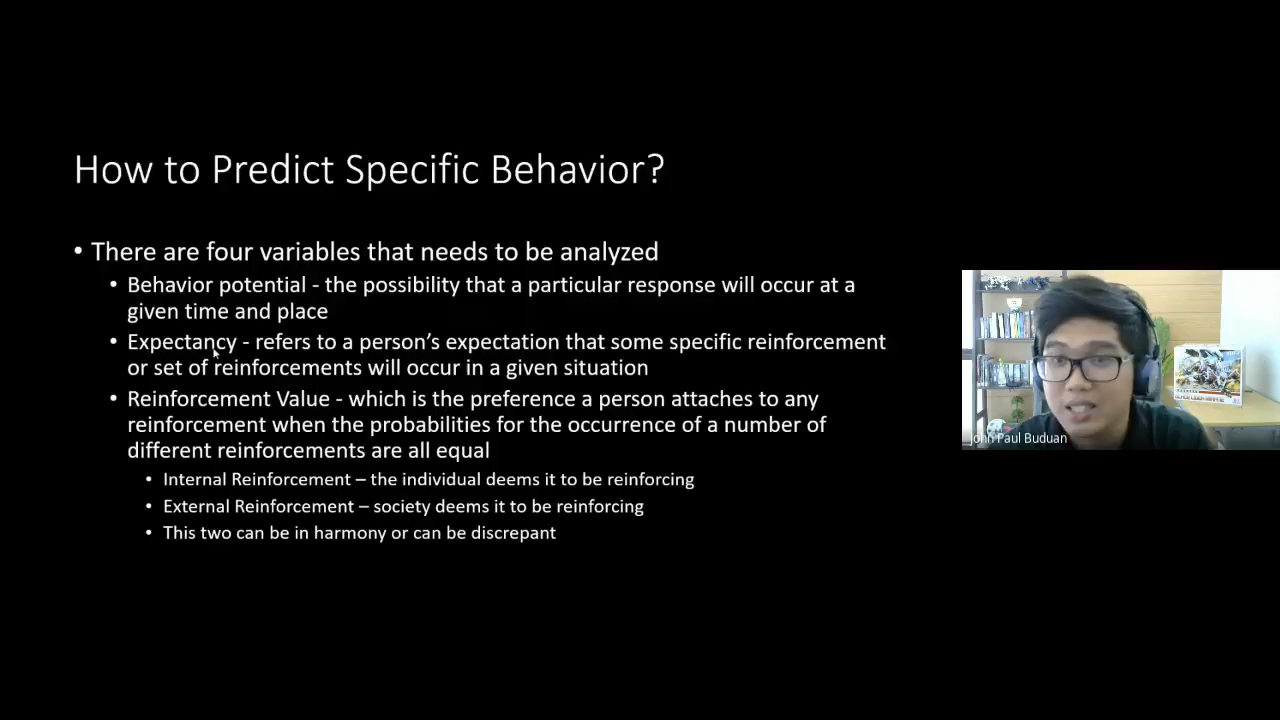 How to Predict Specific Behavior?
• There are four variables that needs to be analyzed
• Behavior potential - the possibility that a particular response will occur at a
given time and place
• Expectancy - refers to a person’s expectation that some specific reinforcement
or set of reinforcements will occur in a given situation
• Reinforcement Value - which is the preference a person attaches to any
reinforcement when the probabilities for the occurrence of a number of
different reinforcements are all equal
• Internal Reinforcement – the individual deems it to be reinforcing
• External Reinforcement – society deems it to be reinforcing
• This two can be in harmony or can be discrepant
John Paul Buduan